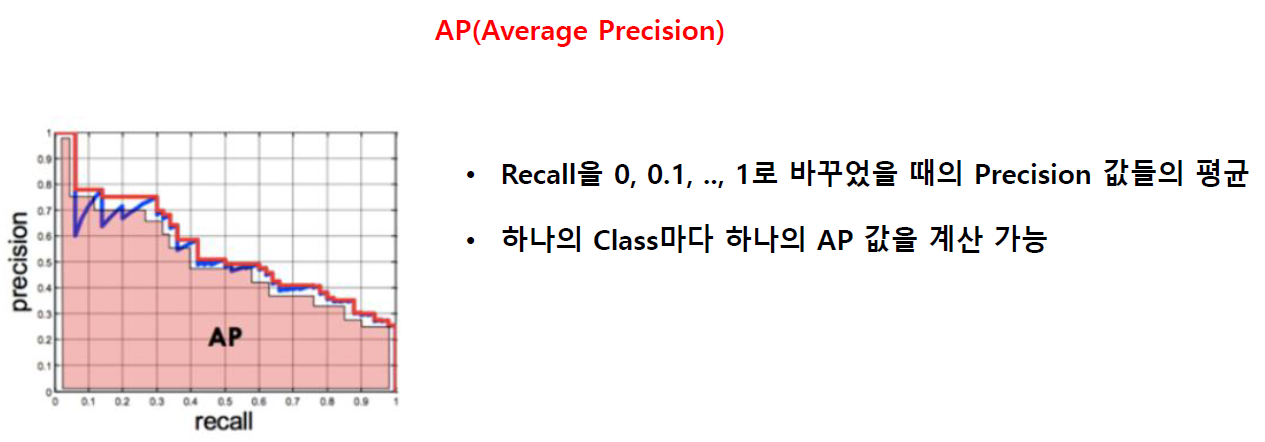 AP(Average Precision)
• Recall을 0, 0.1, .., 1로 바꾸었을 때의 Precision 값들의 평균
• 하나의 Class마다 하나의 AP 값을 계산 가능
precision
1
0.9
0.8
0.7
0.6
0.5
0.4
0.3
0.2
0.1
0
AP
0 0.1 0.2 0.3 0.4 0.5 0.6 0.7 0.8 0.9 1
recall